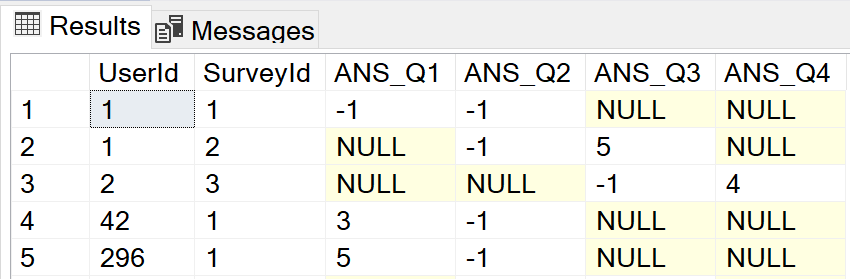 Results Messages
UserId SurveyId ANS_Q1 ANS_Q2 ANS_Q3 ANS_Q4
1 1 1 -1 -1 NULL NULL
2 1 2 NULL -1 5 NULL
3 2 3 NULL NULL -1 4
4 42 1 3 -1 NULL NULL
5 296 1 5 -1 NULL NULL